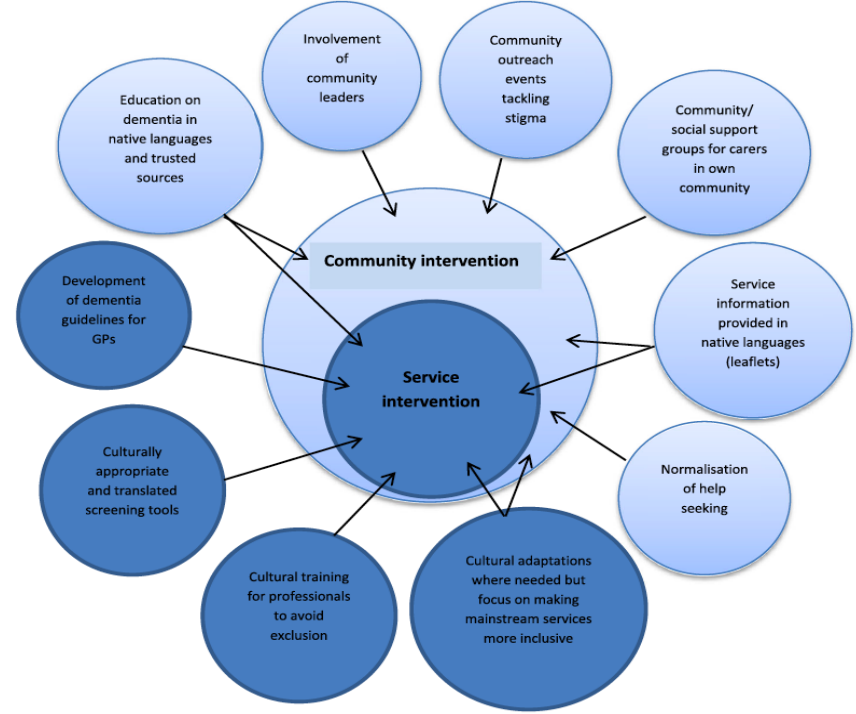 Involvement
of
community
leaders
Community
outreach
events
tackling
stigma
Education on
dementia in
native languages
and trusted
sources
Community/
social support
groups for carers
in own
community
Community intervention
Development
of dementia
guidelines for
GPs
Service
information
provided in
native languages
(leaflets)
Service
intervention
Culturally
appropriate
and translated
screening tools
Normalisation
of help
seeking
Cultural training
for professionals
to avoid
exclusion
Cultural adaptations
where needed but
focus on making
mainstream services
more inclusive